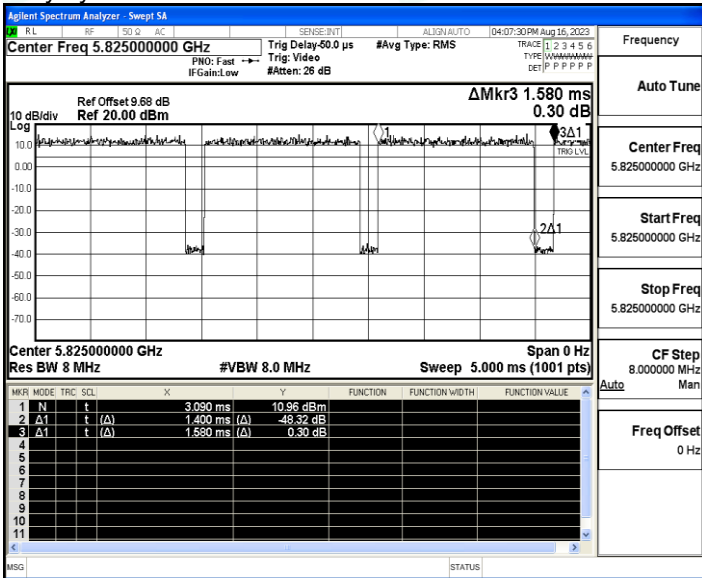 Agilent Spectrum Analyzer - Swept SA
RL RF 50 Ω AC SENSE:INT ALIGN AUTO 04:07:30 PM Aug 16, 2023
Center Freq 5.825000000 GHz
PNO: Fast
IFGain:Low
Trig Delay-50.0 µs
Trig: Video
#Atten: 26 dB
#Avg Type: RMS
TRACE 1 2 3 4 5 6
TYPE
DET P P P P P P
ΔMkr3 1.580 ms
0.30 dB
Ref Offset 9.68 dB
10 dB/div Ref 20.00 dBm
Log
1
3Δ1
TRIG LVL
2Δ1
10.0
0.00
-10.0
-20.0
-30.0
-40.0
-50.0
-60.0
-70.0
Center 5.825000000 GHz Span 0 Hz
Res BW 8 MHz #VBW 8.0 MHz Sweep 5.000 ms (1001 pts)
MKR MODE TRC SCL X Y FUNCTION FUNCTION WIDTH FUNCTION VALUE
1 N t 3.090 ms 10.96 dBm
2 Δ1 t (Δ) 1.400 ms (Δ) -48.32 dB
3 Δ1 t (Δ) 1.580 ms (Δ) 0.30 dB
4
5
6
7
8
9
10
11
MSG STATUS
Frequency
Auto Tune
Center Freq
5.825000000 GHz
Start Freq
5.825000000 GHz
Stop Freq
5.825000000 GHz
CF Step
8.000000 MHz
Auto Man
Freq Offset
0 Hz